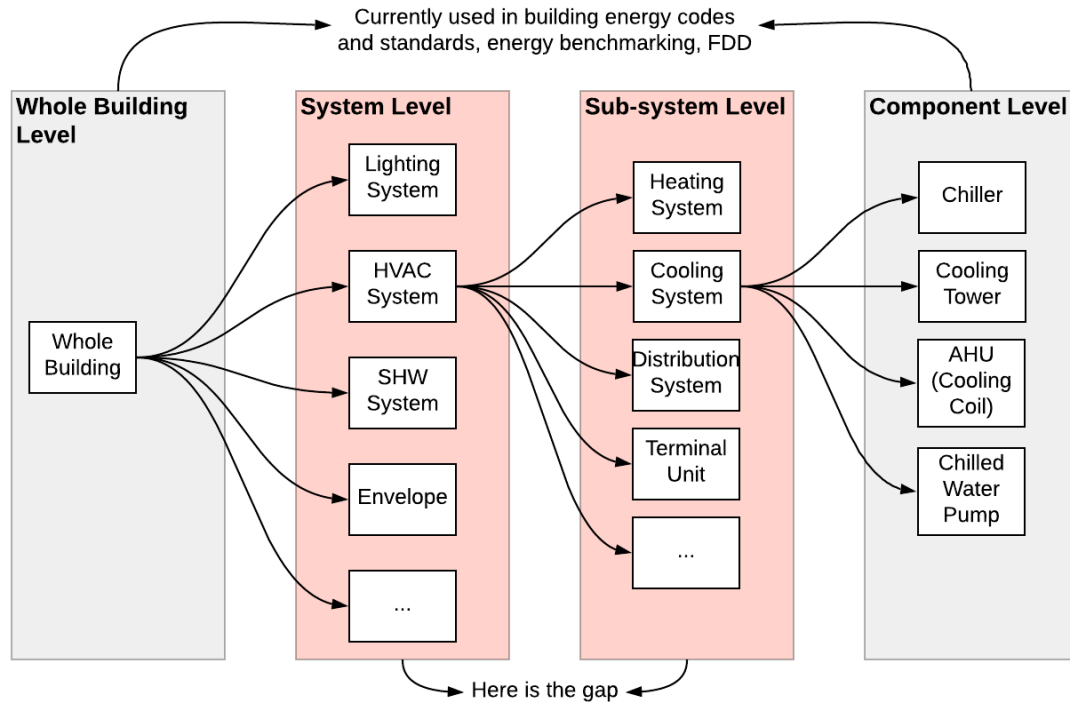 Currently used in building energy codes
and standards, energy benchmarking, FDD
Whole Building
Level
Whole
Building
System Level
Lighting
System
HVAC
System
SHW
System
Envelope
...
Sub-system Level
Heating
System
Cooling
System
Distribution
System
Terminal
Unit
...
Component Level
Chiller
Cooling
Tower
AHU
(Cooling
Coil)
Chilled
Water
Pump
Here is the gap